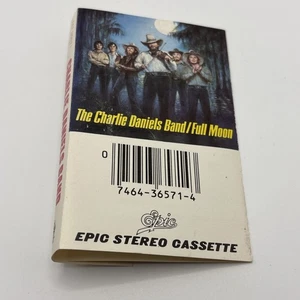 The Charlie Daniels Band/Full Moon
0
7464-36571-4
Epic
EPIC STEREO CASSETTE